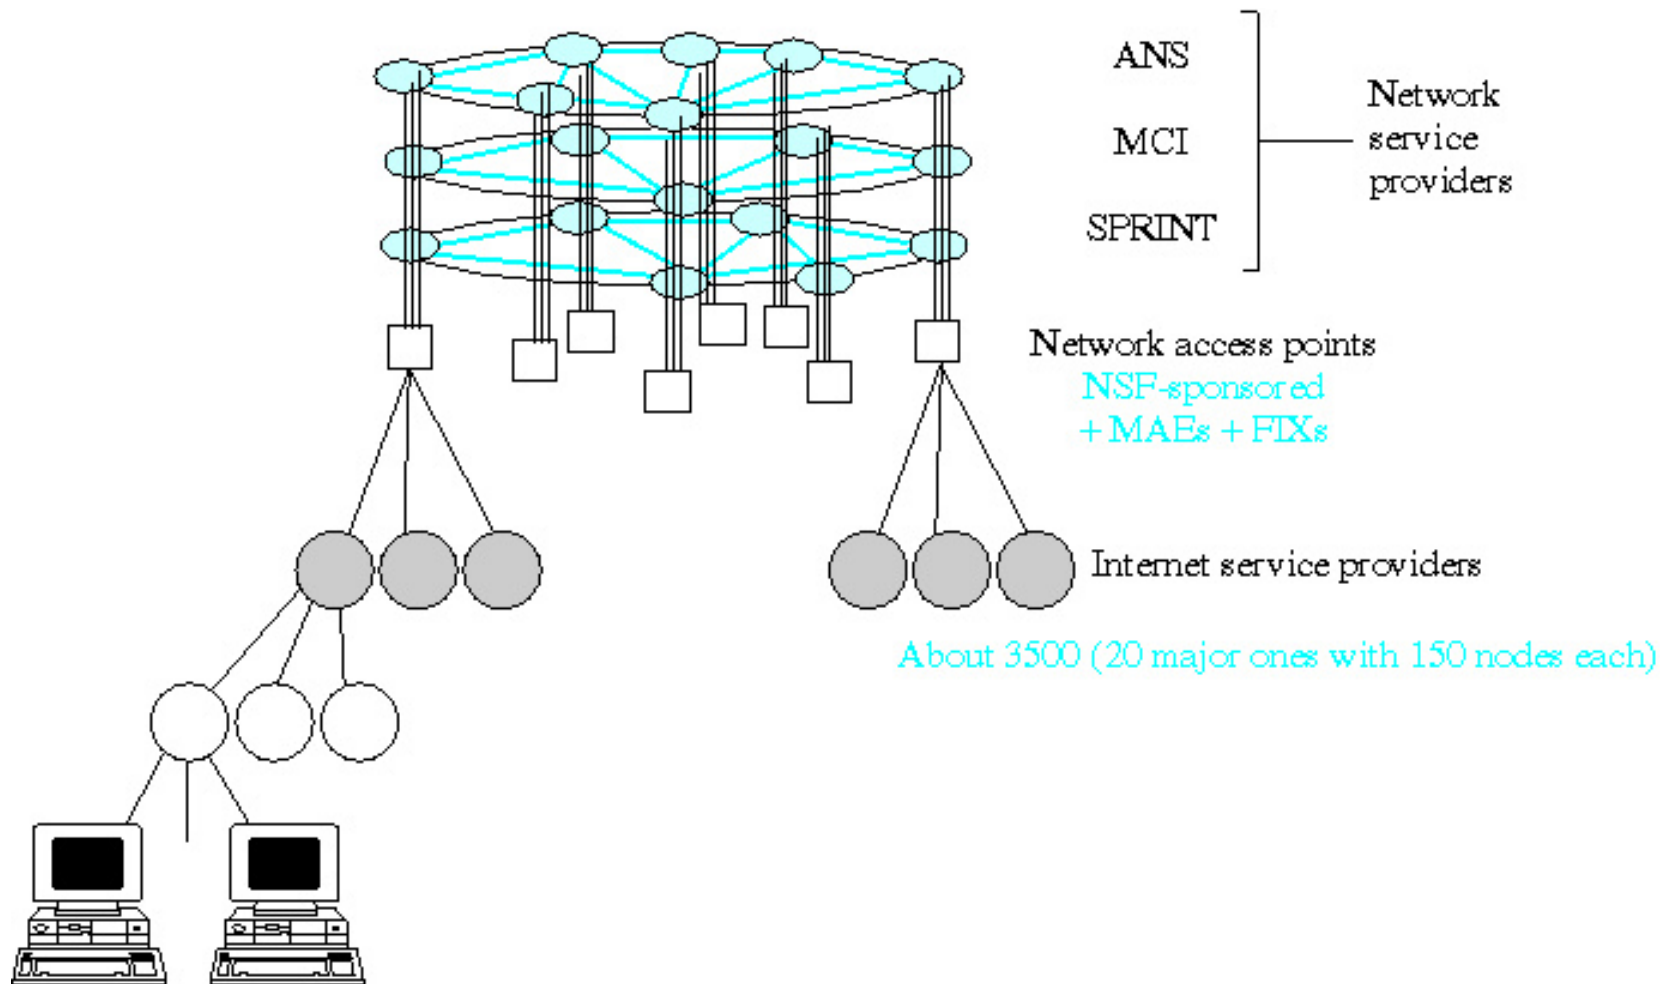 ANS
MCI
SPRINT
Network
service
providers
Network access points
NSF-sponsored
+ MAEs + FIXs
Internet service providers
About 3500 (20 major ones with 150 nodes each)